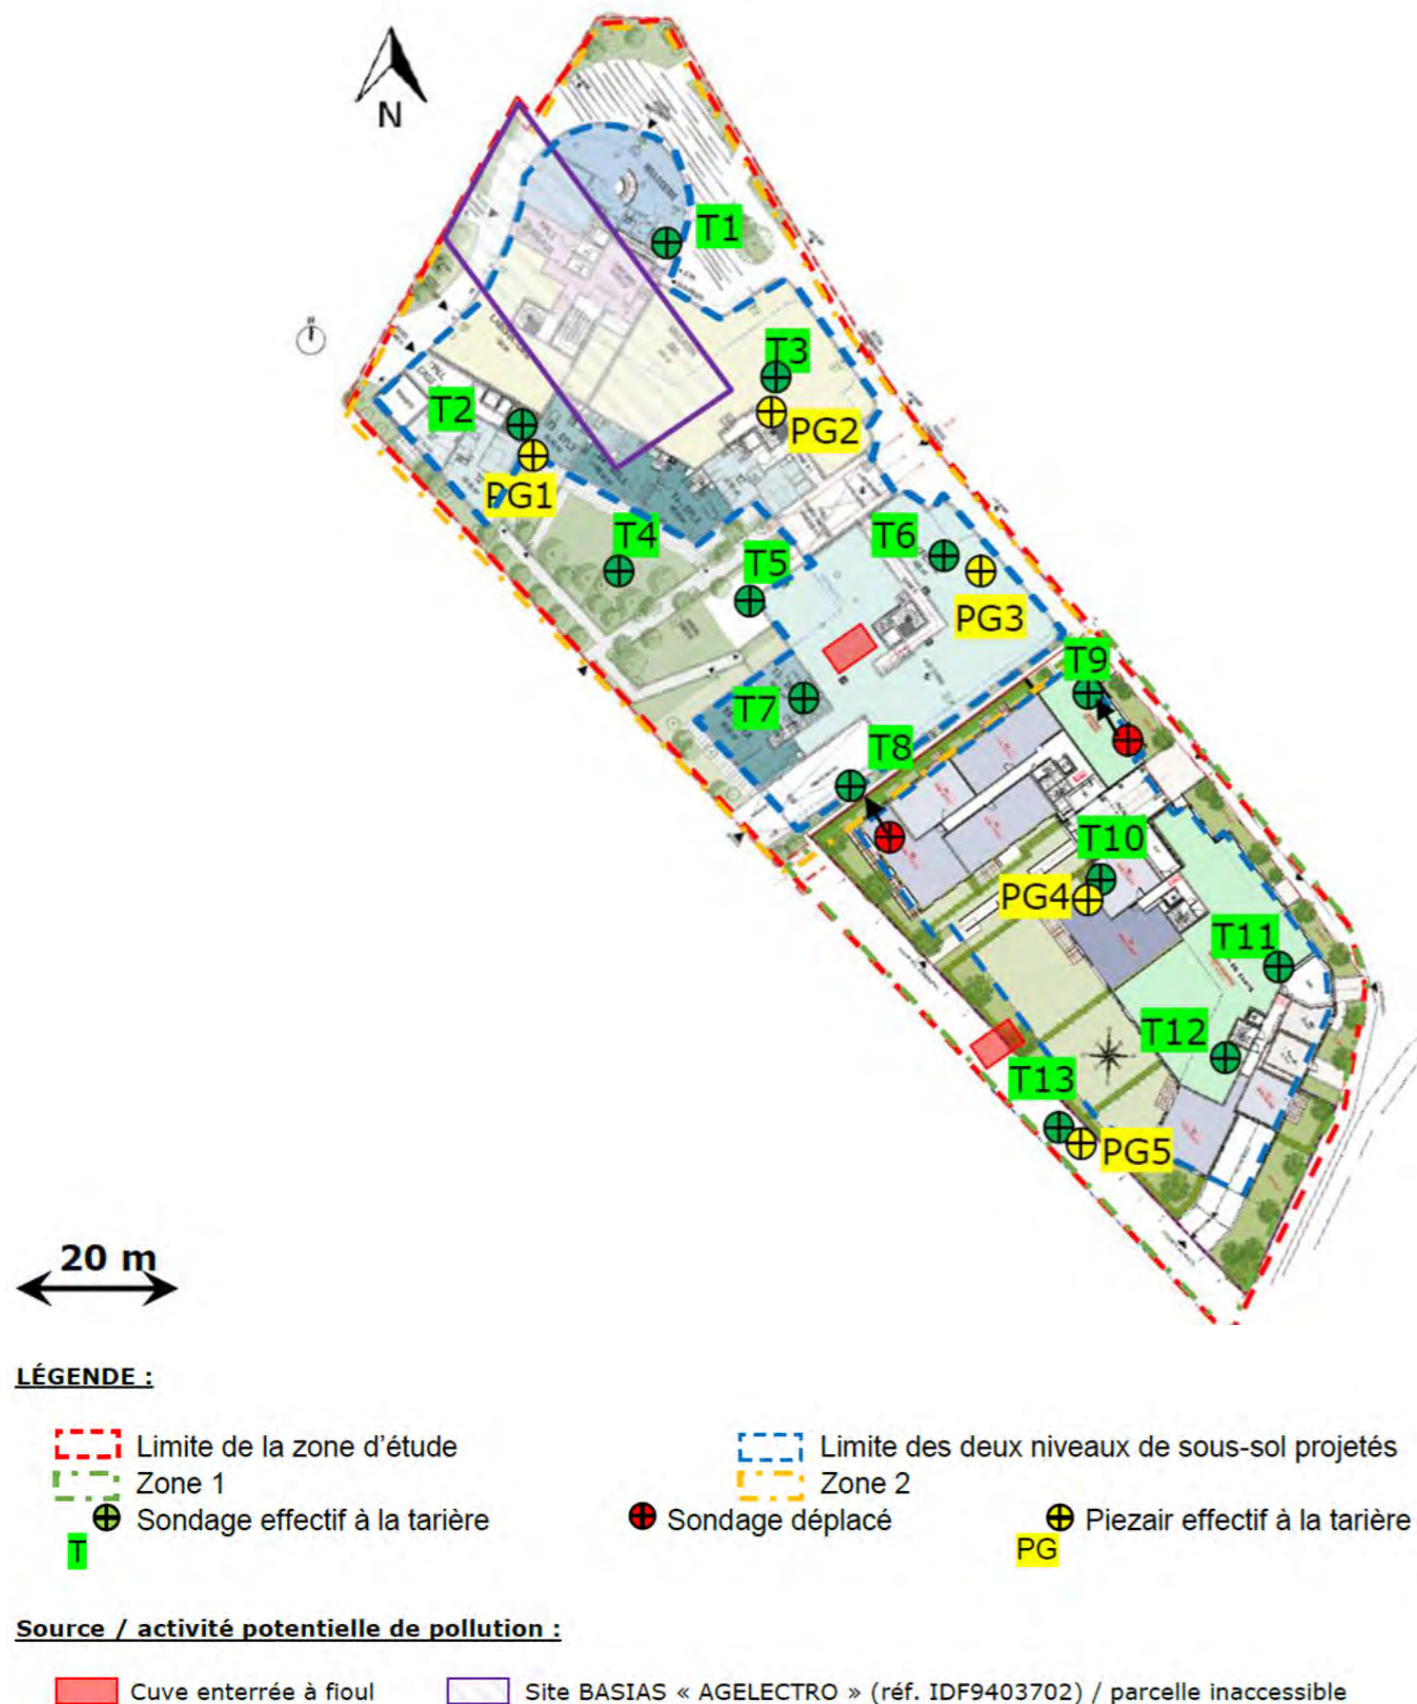 N
T1
T3
T2
PG2
PG1
T4
T6
T5
PG3
T9
T7
T8
T10
PG4
T11
T12
T13
PG5
20 m
LÉGENDE :
Limite de la zone d'étude
Limite des deux niveaux de sous-sol projetés
Zone 1
Zone 2
Sondage effectif à la tarière
Sondage déplacé
Piezair effectif à la tarière
T
PG
Source / activité potentielle de pollution :
Cuve enterrée à fioul
Site BASIAS « AGELECTRO » (réf. IDF9403702) / parcelle inaccessible